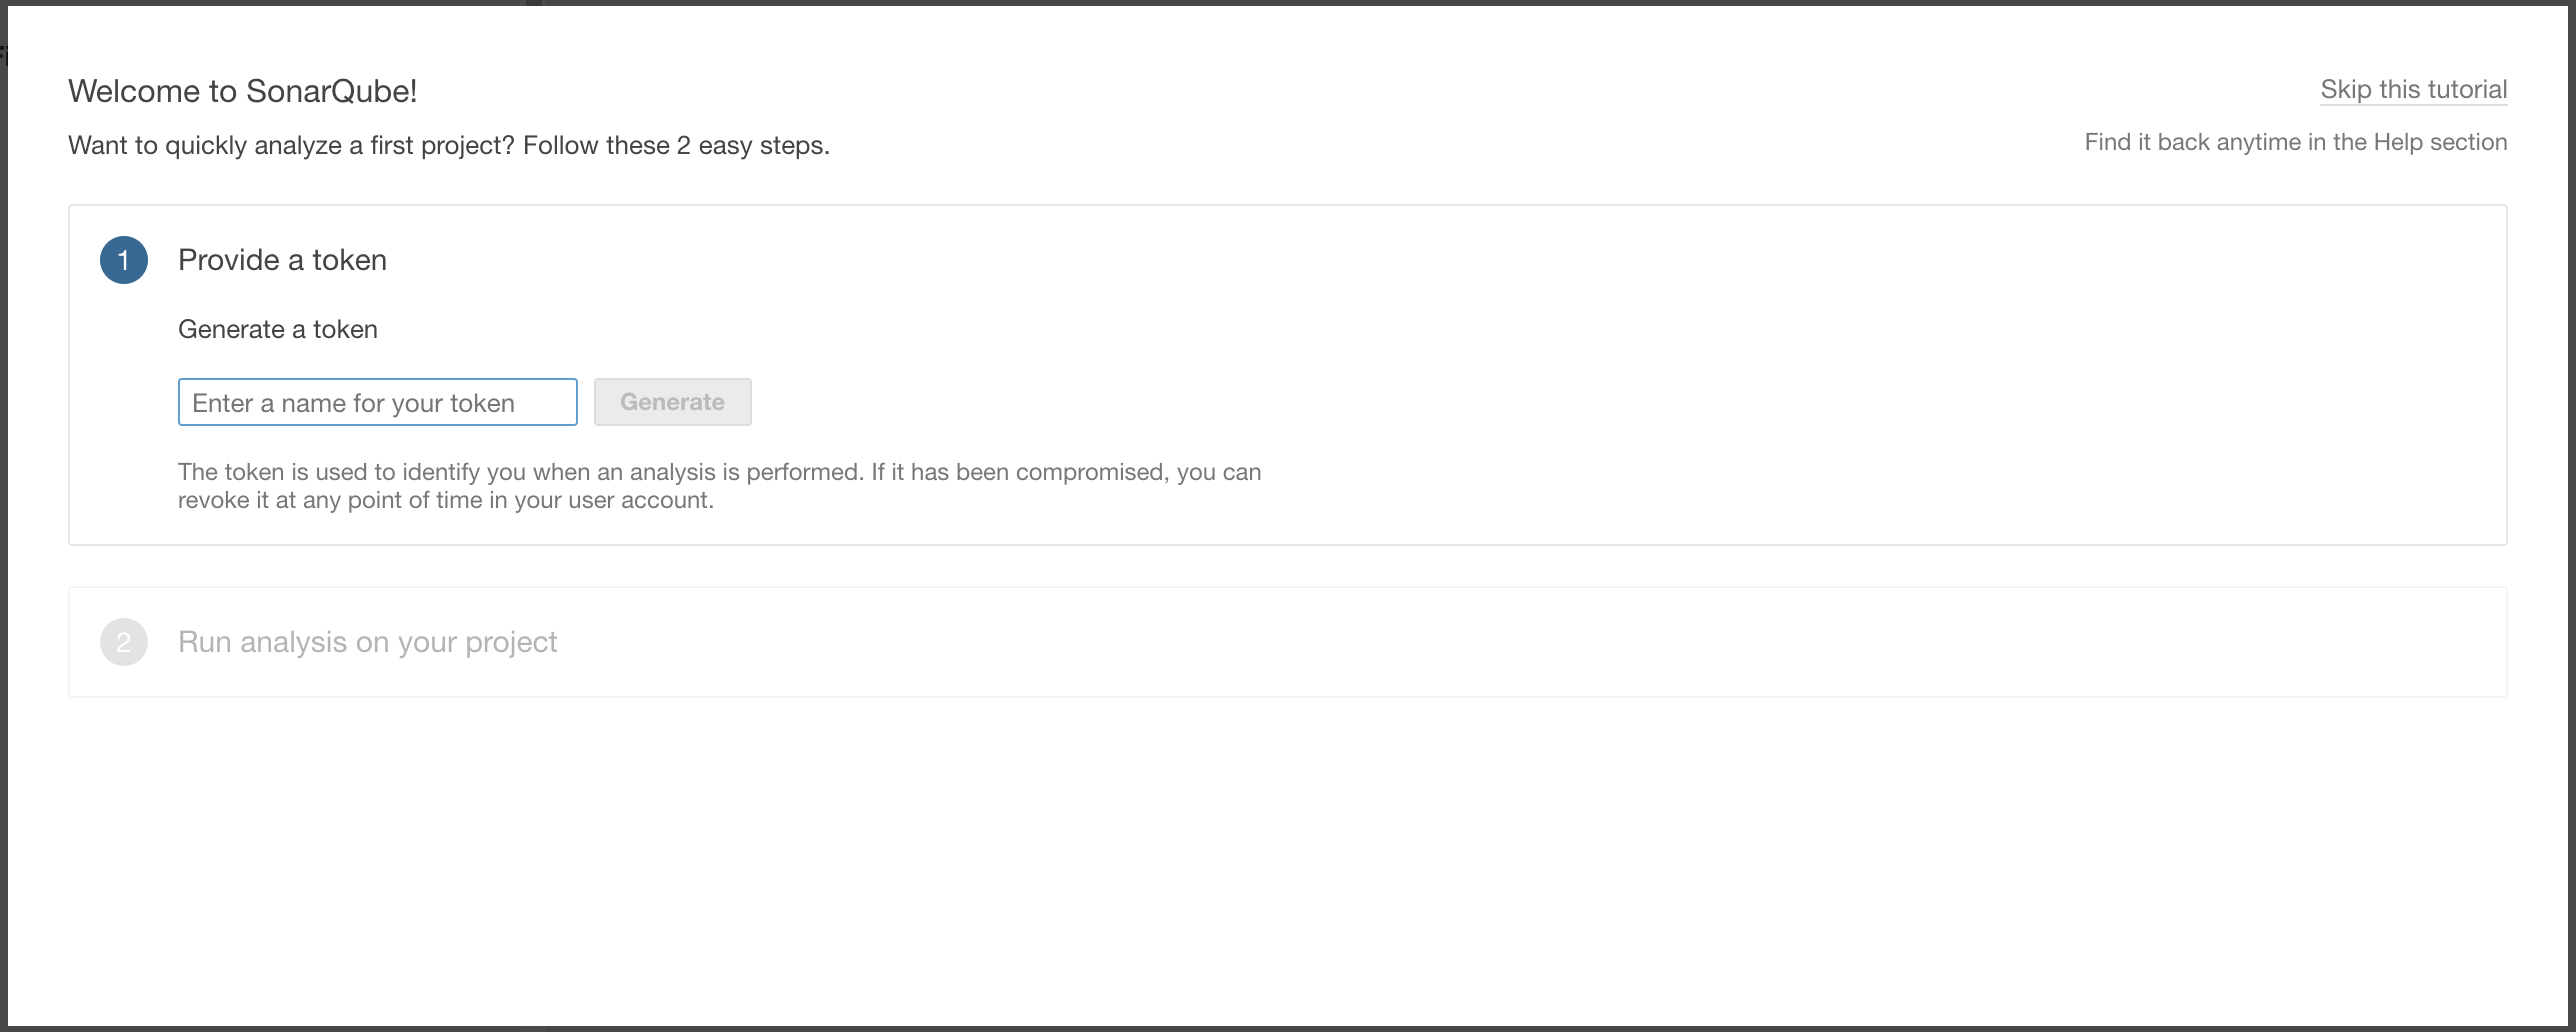 Welcome to SonarQube!
Skip this tutorial
Want to quickly analyze a first project? Follow these 2 easy steps.
Find it back anytime in the Help section
1 Provide a token
Generate a token
Enter a name for your token
Generate
The token is used to identify you when an analysis is performed. If it has been compromised, you can
revoke it at any point of time in your user account.
2 Run analysis on your project